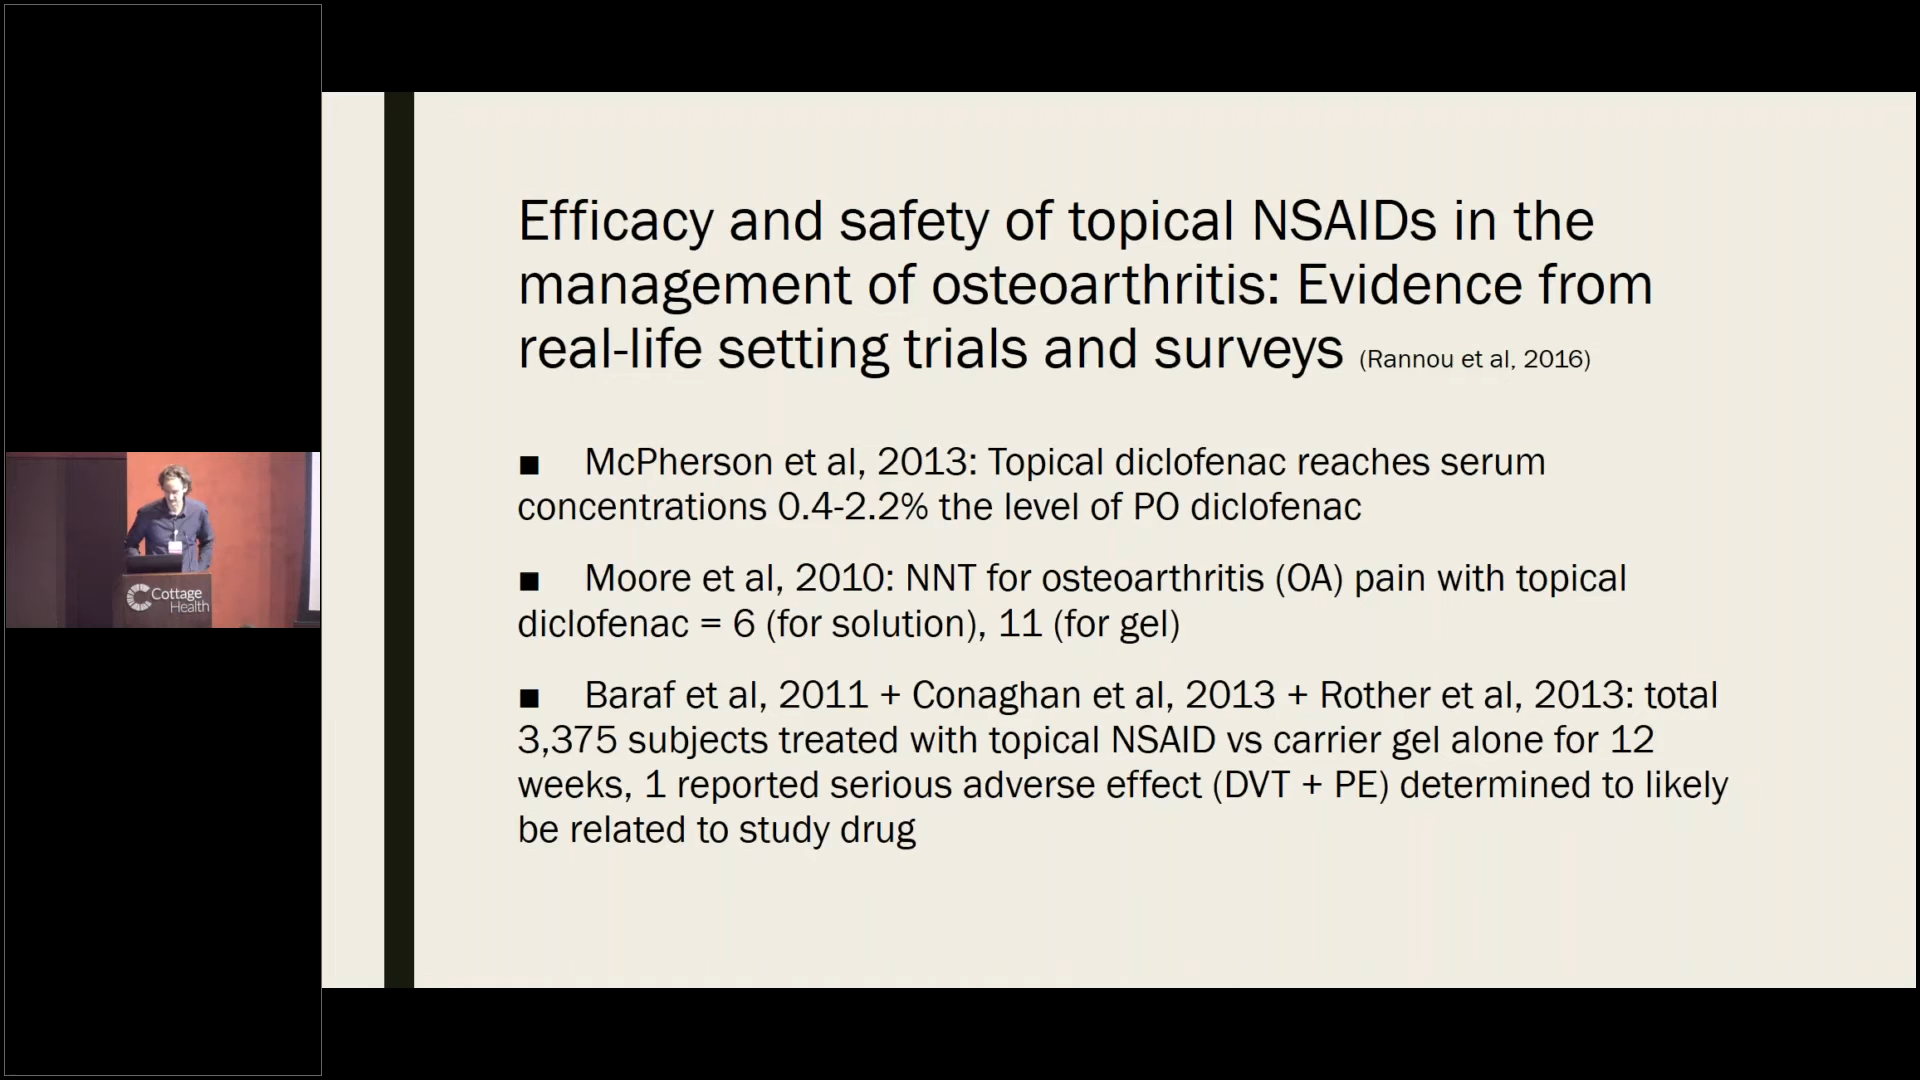 Efficacy and safety of topical NSAIDs in the
management of osteoarthritis: Evidence from
real-life setting trials and surveys (Rannou et al, 2016)
■ McPherson et al, 2013: Topical diclofenac reaches serum
concentrations 0.4-2.2% the level of PO diclofenac
■ Moore et al, 2010: NNT for osteoarthritis (OA) pain with topical
diclofenac = 6 (for solution), 11 (for gel)
■ Baraf et al, 2011 + Conaghan et al, 2013 + Rother et al, 2013: total
3,375 subjects treated with topical NSAID vs carrier gel alone for 12
weeks, 1 reported serious adverse effect (DVT + PE) determined to likely
be related to study drug
Cottage
Health